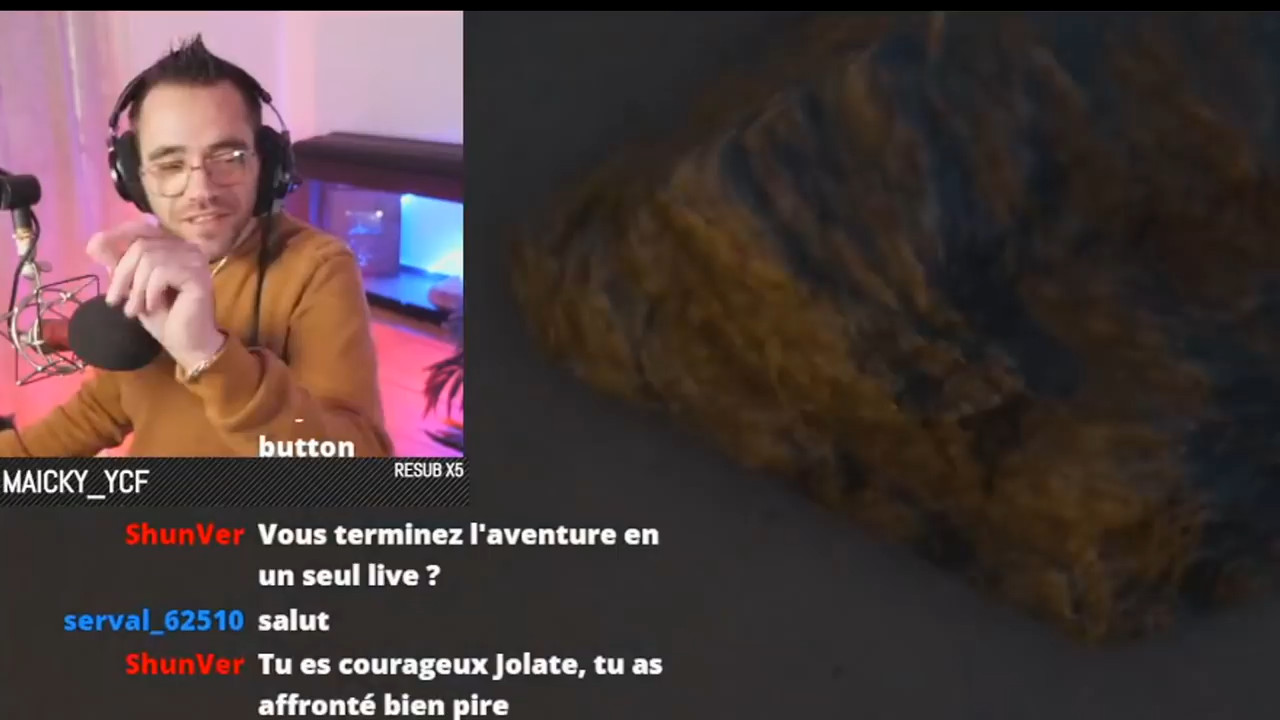 button
MAICKY_YCF
RESUB X5
ShunVer Vous terminez l'aventure en
un seul live ?
serval_62510 salut
ShunVer Tu es courageux Jolate, tu as
affronté bien pire